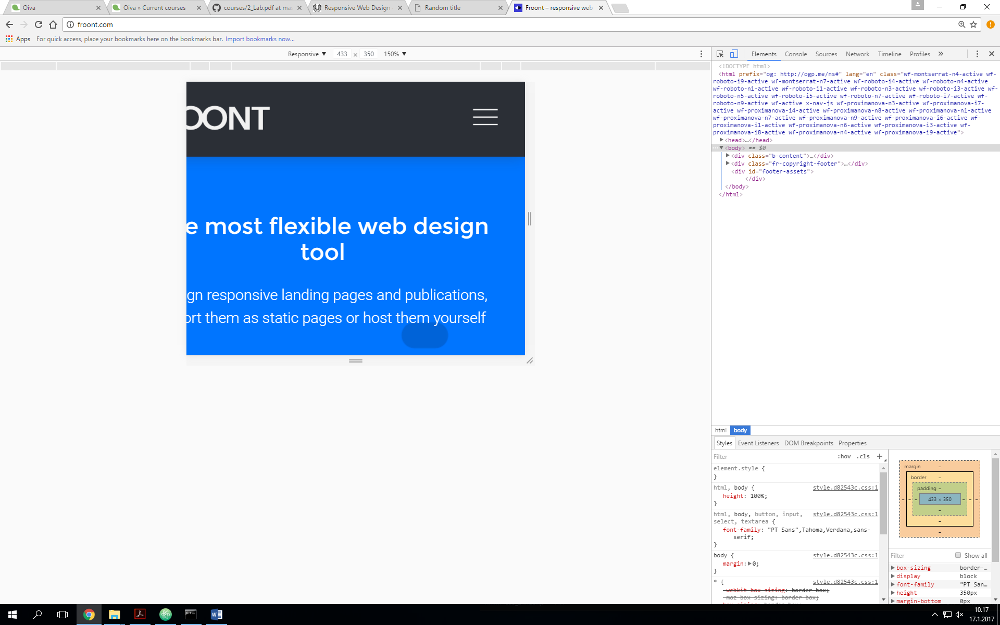 Oiva
Oiva » Current courses
courses/2_Lab.pdf at mas
Responsive Web Design
Random title
Froont – responsive web
froont.com
Apps For quick access, place your bookmarks here on the bookmarks bar. Import bookmarks now...
Responsive ▼ 433 × 350 150% ▼
OONT
e most flexible web design
tool
gn responsive landing pages and publications,
ort them as static pages or host them yourself
Elements Console Sources Network Timeline Profiles »
<!DOCTYPE html>
<html prefix="og: http://ogp.me/ns#" lang="en" class="wf-montserrat-n4-active wf-
roboto-i9-active wf-montserrat-n7-active wf-roboto-i4-active wf-roboto-n4-active
wf-roboto-n1-active wf-roboto-i1-active wf-roboto-n3-active wf-roboto-i3-active wf-
roboto-n5-active wf-roboto-i5-active wf-roboto-n7-active wf-roboto-i7-active wf-
roboto-n9-active wf-active x-nav-js wf-proximanova-n3-active wf-proximanova-i7-
active wf-proximanova-i4-active wf-proximanova-n8-active wf-proximanova-n1-active
wf-proximanova-n7-active wf-proximanova-n9-active wf-proximanova-i6-active wf-
proximanova-i1-active wf-proximanova-n6-active wf-proximanova-i3-active wf-
proximanova-i8-active wf-proximanova-n4-active wf-proximanova-i9-active">
▶<head>…</head>
…▼<body> == $0
▶<div class="b-content">…</div>
▶<div class="fr-copyright-footer">…</div>
<div id="footer-assets">
</div>
</body>
</html>
html body
Styles Event Listeners DOM Breakpoints Properties
Filter :hov .cls +
element.style {
}
html, body { style.d82543c.css:1
height: 100%;
}
html, body, button, input, style.d82543c.css:1
select, textarea {
font-family: "PT Sans",Tahoma,Verdana,sans-
serif;
}
body { style.d82543c.css:1
margin:▶0;
}
* { style.d82543c.css:1
-webkit-box-sizing: border-box;
-moz-box-sizing: border-box;
box-sizing: border-box;
margin –
border –
padding –
– – – 433 × 350 – – –
–
–
–
Filter Show all
▶box-sizing border-…
▶display block
▶font-family "PT San…
▶height 350px
▶margin-bottom 0px
10.17
17.1.2017